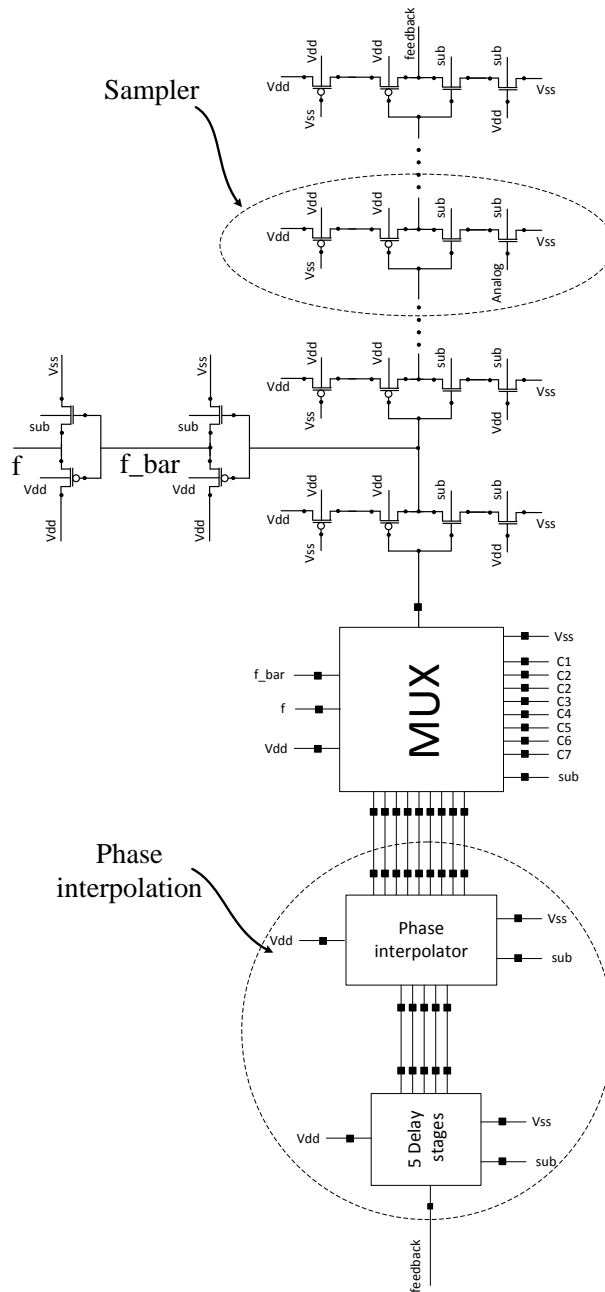 feedback
Vdd
Vdd
sub
sub
Vdd
Vss
Vss
Vdd
Sampler
Vdd
Vdd
sub
sub
Vdd
Vss
Vss
Analog
Vdd
Vdd
sub
sub
Vdd
Vss
Vss
Vdd
Vss
Vss
sub
sub
f
f_bar
Vdd
Vdd
Vdd
Vdd
Vdd
Vdd
sub
sub
Vdd
Vss
Vss
Vdd
MUX
f_bar
f
Vdd
Vss
C1
C2
C2
C3
C4
C5
C6
C7
sub
Phase
interpolation
Phase
interpolator
Vdd
Vss
sub
5 Delay
stages
Vdd
Vss
sub
feedback